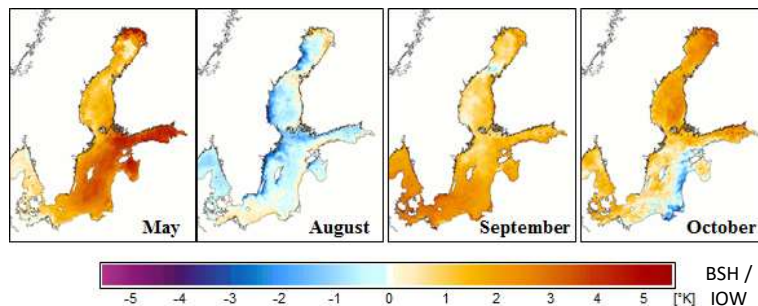 May
August
September
October
-5 -4 -3 -2 -1 0 1 2 3 4 5 [°K]
BSH /
IOW